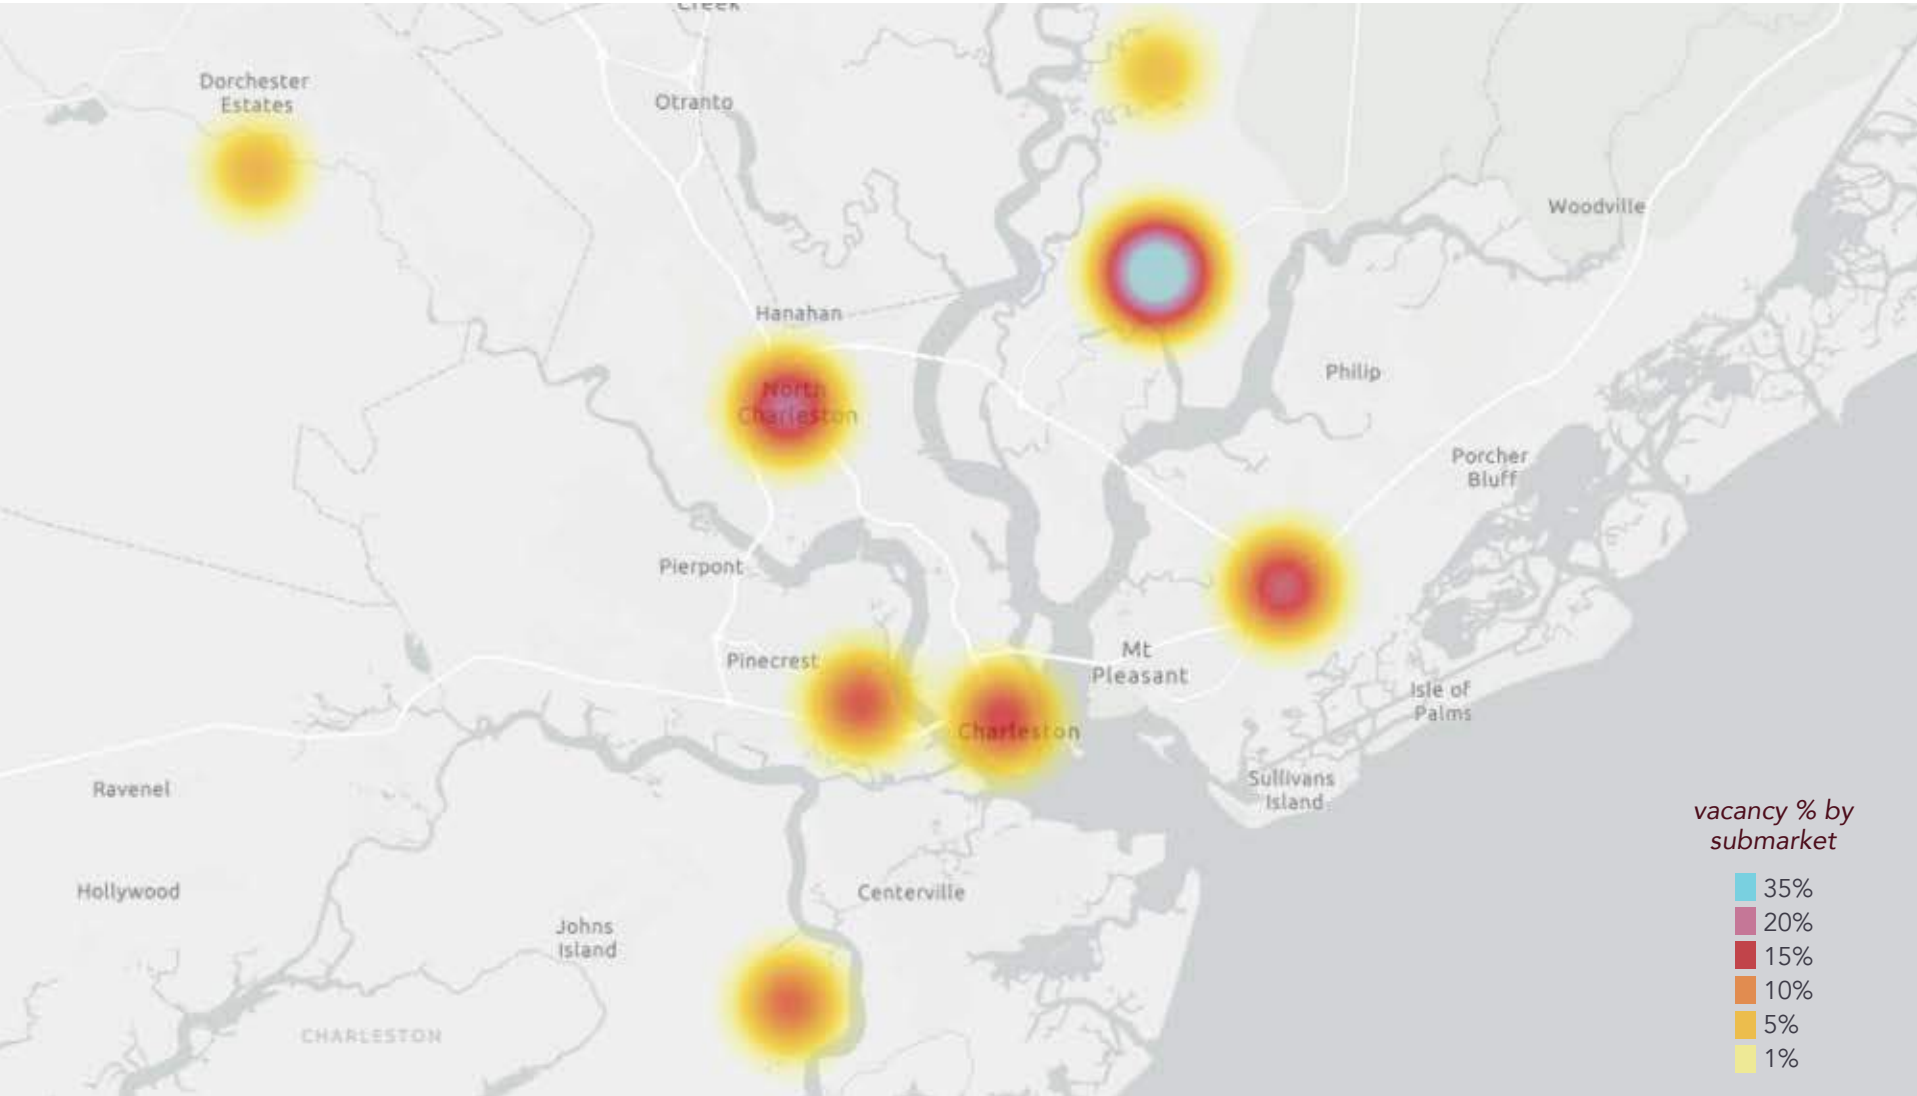 Creek
Dorchester
Estates
Otranto
Woodville
Hanahan
Philip
North
Charleston
Porcher
Bluff
Pierpont
Pinecrest
Mt
Pleasant
Isle of
Palms
Charleston
Sullivans
Island
Ravenel
Hollywood
Centerville
Johns
Island
CHARLESTON
vacancy % by
submarket
35%
20%
15%
10%
5%
1%